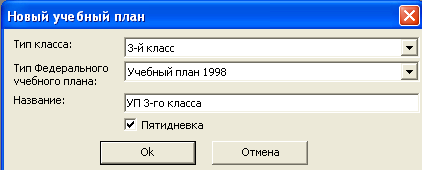 Новый учебный план
Тип класса:
3-й класс
Тип Федерального
учебного плана:
Учебный план 1998
Название:
УП 3-го класса
Пятидневка
Ok
Отмена